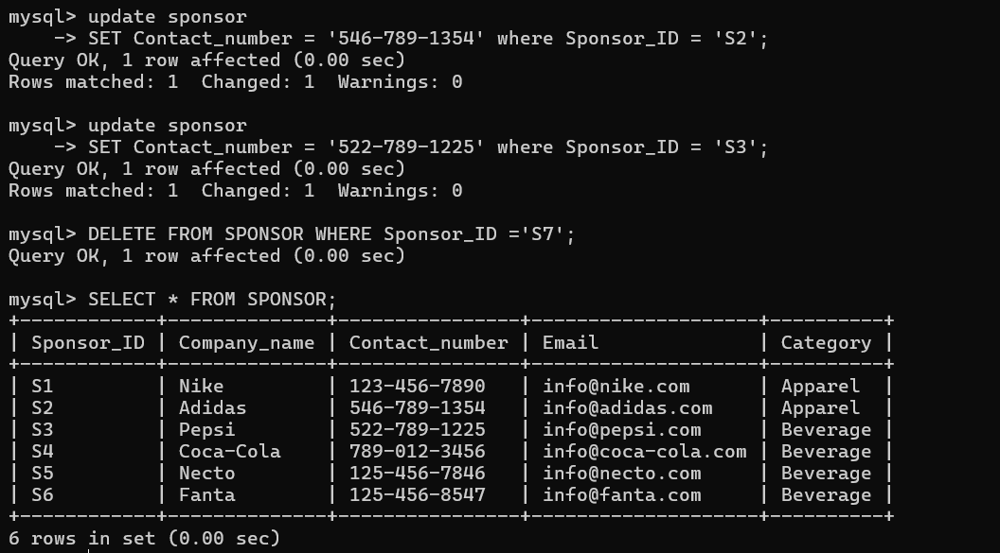 mysql> update sponsor
    -> SET Contact_number = '546-789-1354' where Sponsor_ID = 'S2';
Query OK, 1 row affected (0.00 sec)
Rows matched: 1  Changed: 1  Warnings: 0

mysql> update sponsor
    -> SET Contact_number = '522-789-1225' where Sponsor_ID = 'S3';
Query OK, 1 row affected (0.00 sec)
Rows matched: 1  Changed: 1  Warnings: 0

mysql> DELETE FROM SPONSOR WHERE Sponsor_ID ='S7';
Query OK, 1 row affected (0.00 sec)

mysql> SELECT * FROM SPONSOR;
+------------+--------------+----------------+--------------------+----------+
| Sponsor_ID | Company_name | Contact_number | Email              | Category |
+------------+--------------+----------------+--------------------+----------+
| S1         | Nike         | 123-456-7890   | info@nike.com      | Apparel  |
| S2         | Adidas       | 546-789-1354   | info@adidas.com    | Apparel  |
| S3         | Pepsi        | 522-789-1225   | info@pepsi.com     | Beverage |
| S4         | Coca-Cola    | 789-012-3456   | info@coca-cola.com | Beverage |
| S5         | Necto        | 125-456-7846   | info@necto.com     | Beverage |
| S6         | Fanta        | 125-456-8547   | info@fanta.com     | Beverage |
+------------+--------------+----------------+--------------------+----------+
6 rows in set (0.00 sec)